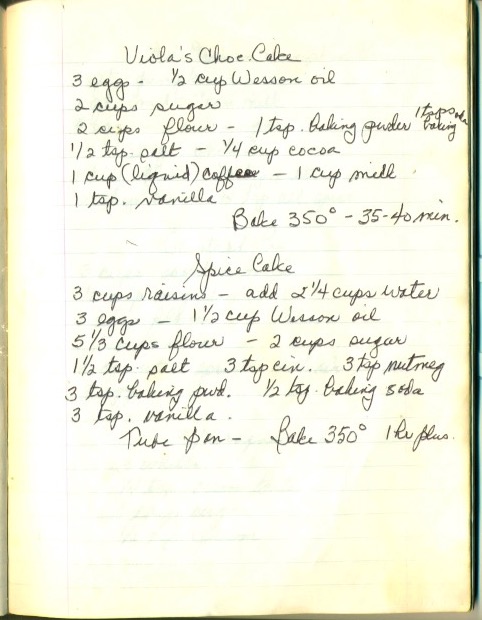 Viola's Choc. Cake
3 eggs - 1/2 cup Wesson oil
2 cups sugar
2 cups flour - 1 tsp. baking powder 1 tsp soda baking
1/2 tsp. salt - 1/4 cup cocoa
1 cup (liquid) coffee - 1 cup milk
1 tsp. vanilla
Bake 350° - 35-40 min.
Spice Cake
3 cups raisins - add 2 1/4 cups water
3 eggs - 1 1/2 cup Wesson oil
5 1/3 cups flour - 2 cups sugar
1 1/2 tsp. salt 3 tsp cin. 3 tsp nutmeg
3 tsp. baking pwd. 1/2 tsp. baking soda
3 tsp. vanilla.
Tube pan - Bake 350° 1 hr plus.